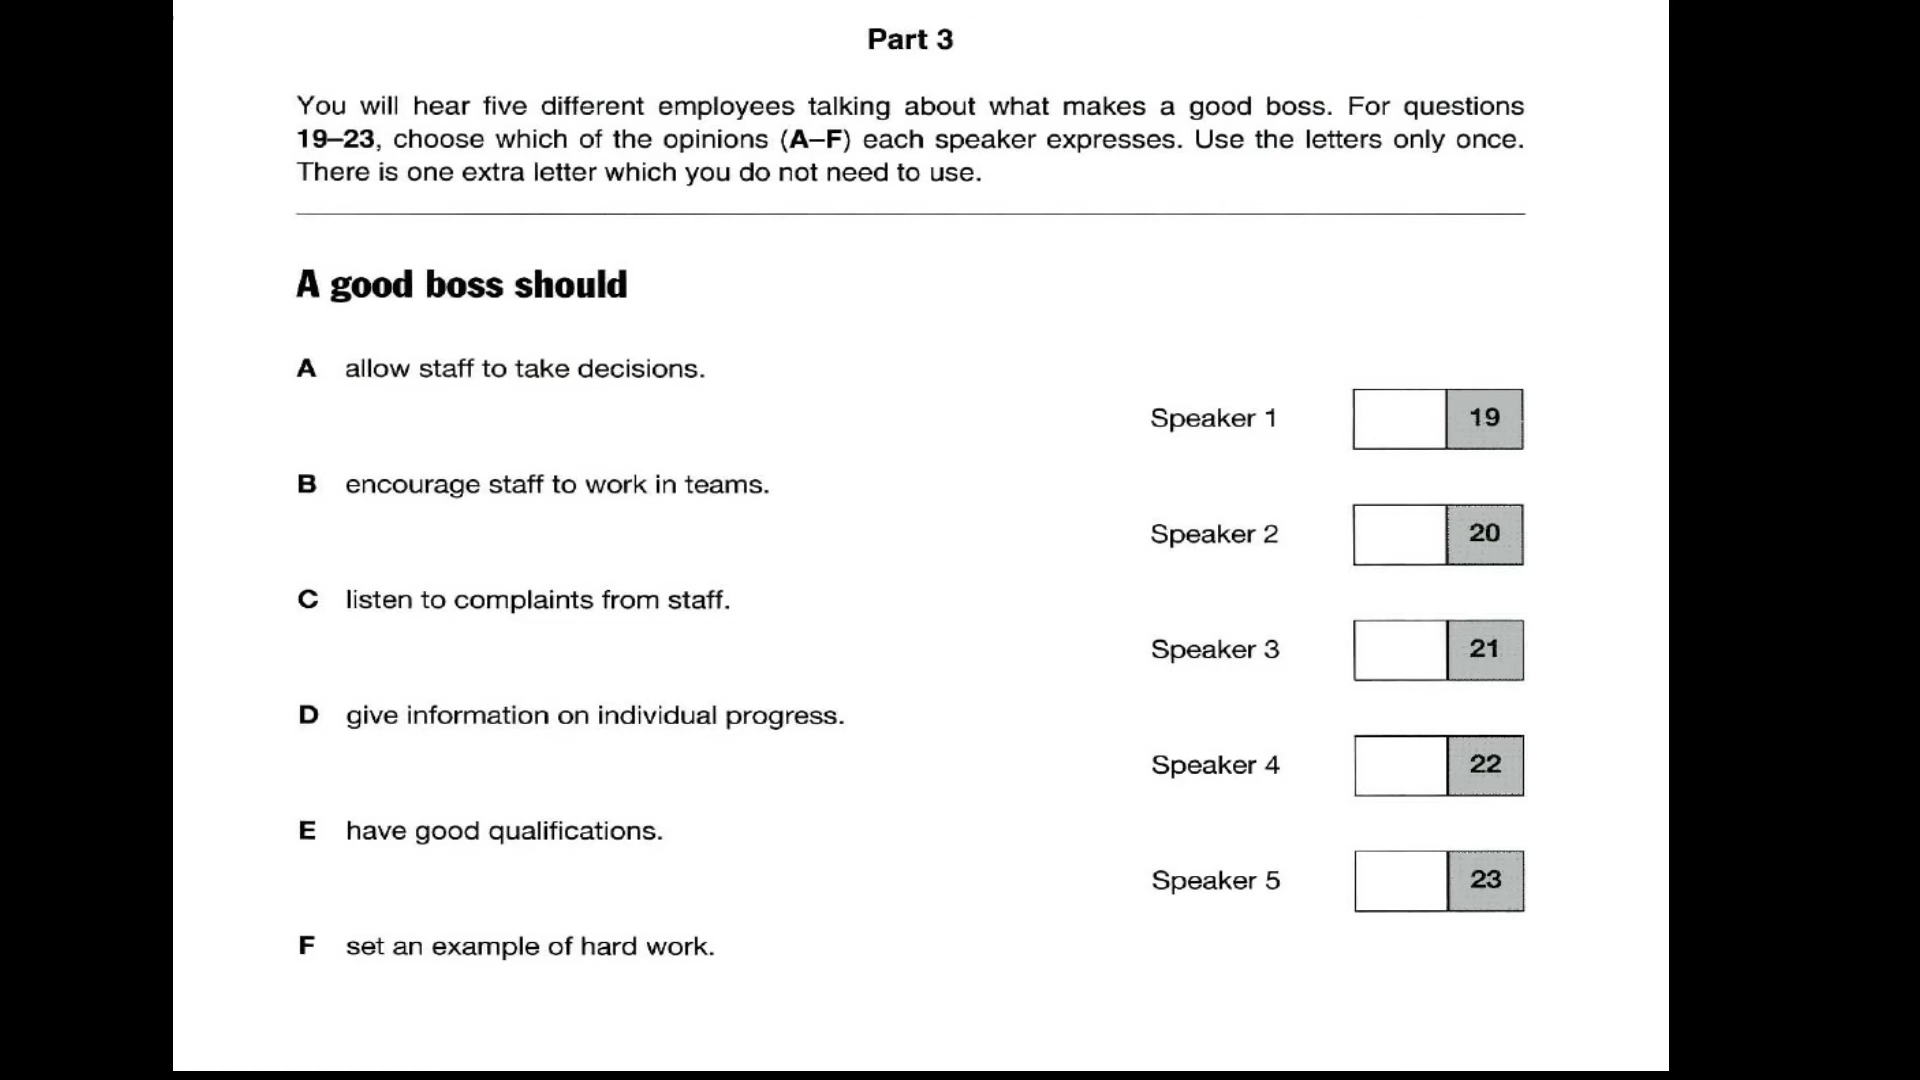 Part 3
You will hear five different employees talking about what makes a good boss. For questions
19–23, choose which of the opinions (A–F) each speaker expresses. Use the letters only once.
There is one extra letter which you do not need to use.
A good boss should
A allow staff to take decisions.
Speaker 1 19
B encourage staff to work in teams.
Speaker 2 20
C listen to complaints from staff.
Speaker 3 21
D give information on individual progress.
Speaker 4 22
E have good qualifications.
Speaker 5 23
F set an example of hard work.